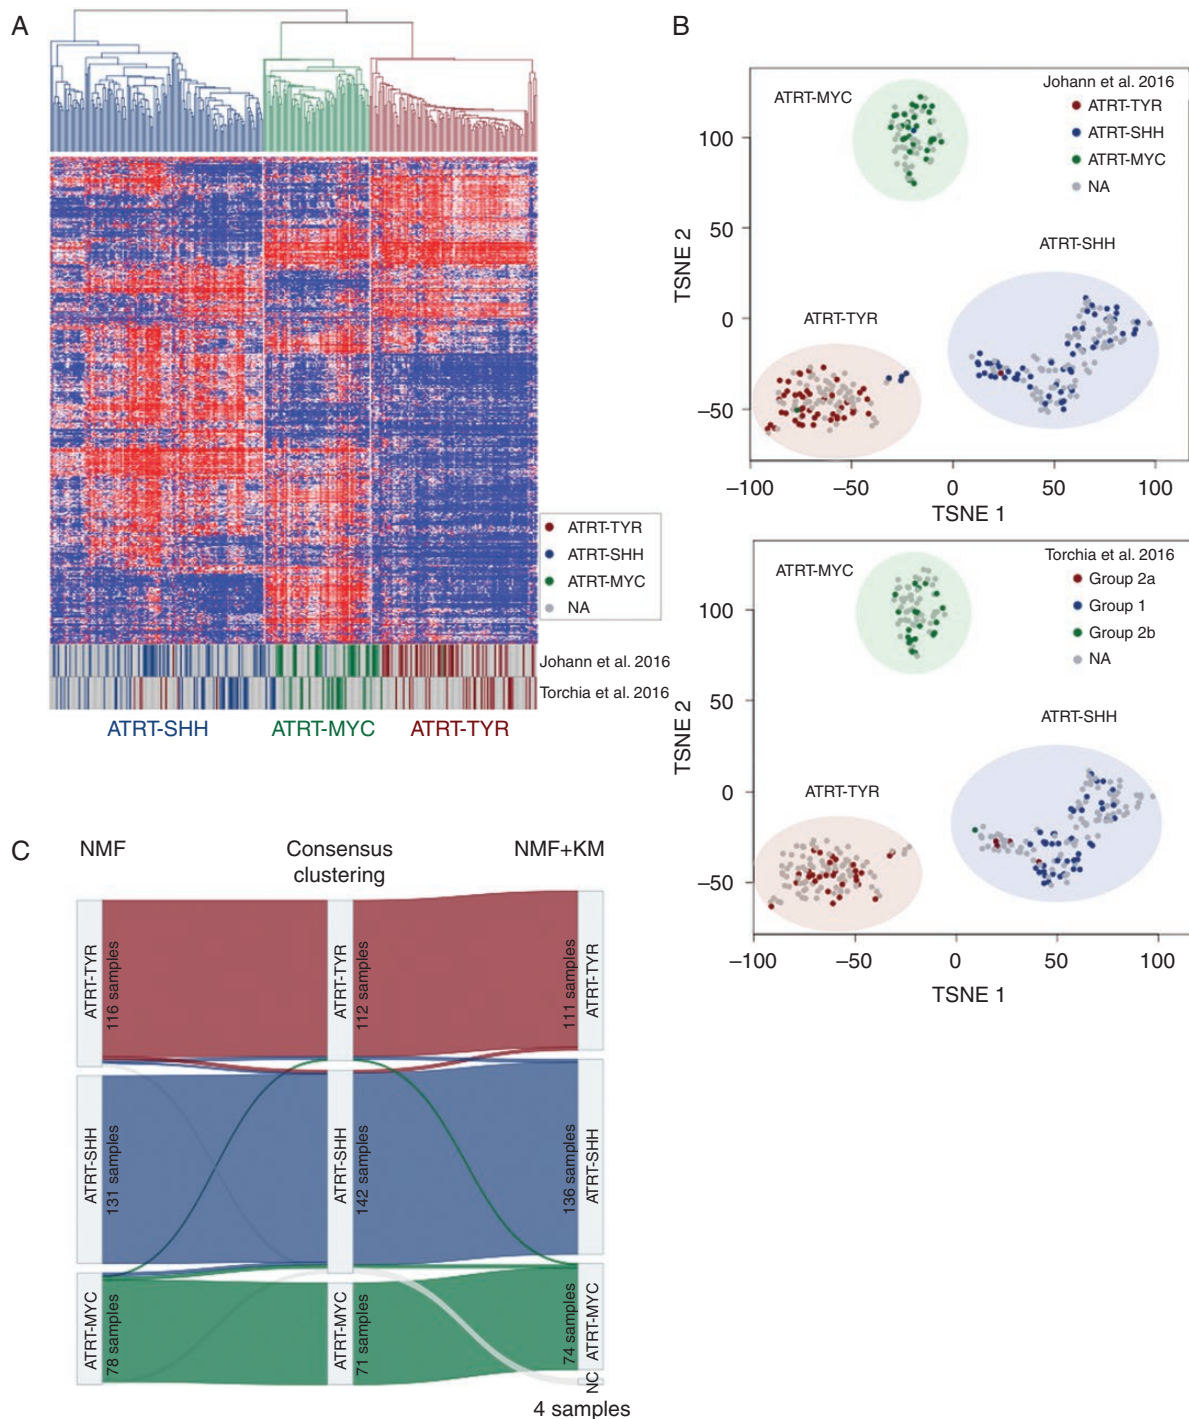 A
ATRT-TYR
ATRT-SHH
ATRT-MYC
NA
Johann et al. 2016
Torchia et al. 2016
ATRT-SHH
ATRT-MYC
ATRT-TYR
B
Johann et al. 2016
ATRT-TYR
ATRT-SHH
ATRT-MYC
NA
ATRT-MYC
ATRT-SHH
ATRT-TYR
TSNE 2
100
50
0
−50
−100
−50
0
50
100
TSNE 1
Torchia et al. 2016
Group 2a
Group 1
Group 2b
NA
ATRT-MYC
ATRT-SHH
ATRT-TYR
TSNE 2
100
50
0
−50
−100
−50
0
50
100
TSNE 1
C
NMF
Consensus
clustering
NMF+KM
ATRT-TYR
116 samples
ATRT-TYR
112 samples
111 samples
ATRT-TYR
ATRT-SHH
131 samples
ATRT-SHH
142 samples
136 samples
ATRT-SHH
ATRT-MYC
78 samples
ATRT-MYC
71 samples
74 samples
ATRT-MYC
NC
4 samples